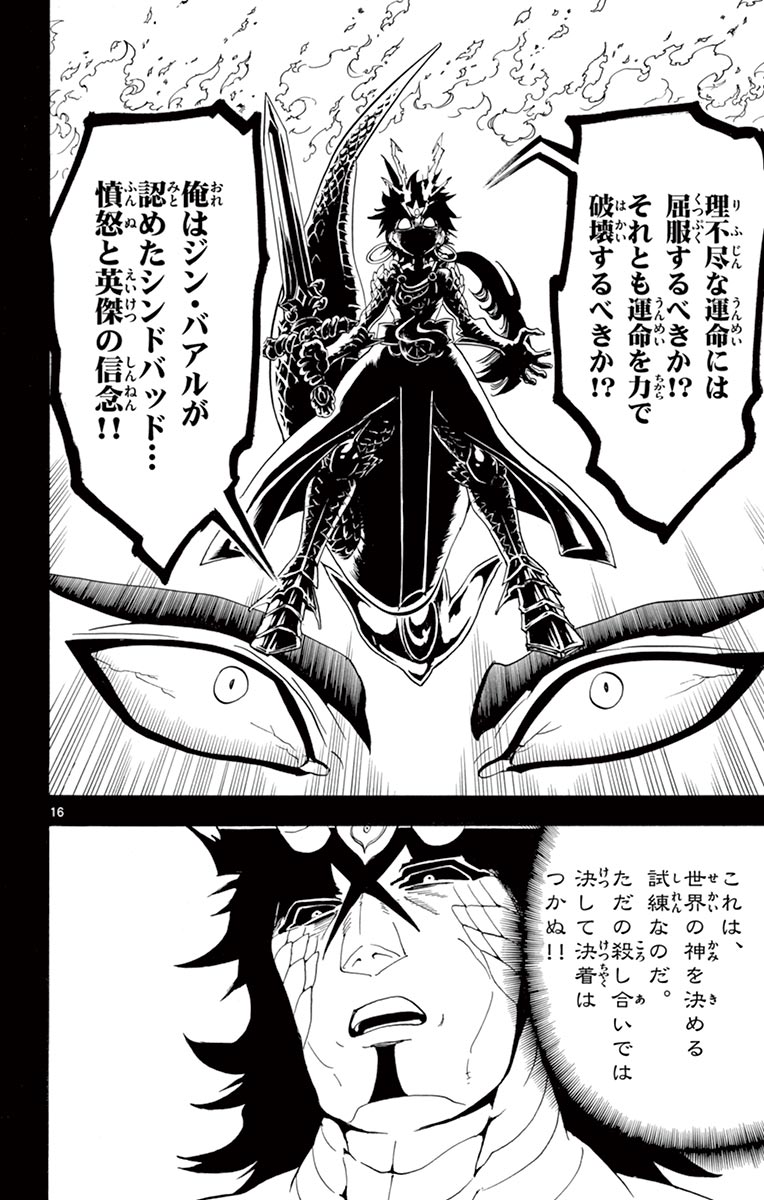 理不尽な運命には
屈服するべきか!?
それとも運命を力で
破壊するべきか!?
俺はジン・バアルが
認めたシンドバッド…
憤怒と英傑の信念!!
16
これは、
世界の神を決める
試練なのだ。
ただの殺し合いでは
決して決着は
つかぬ!!